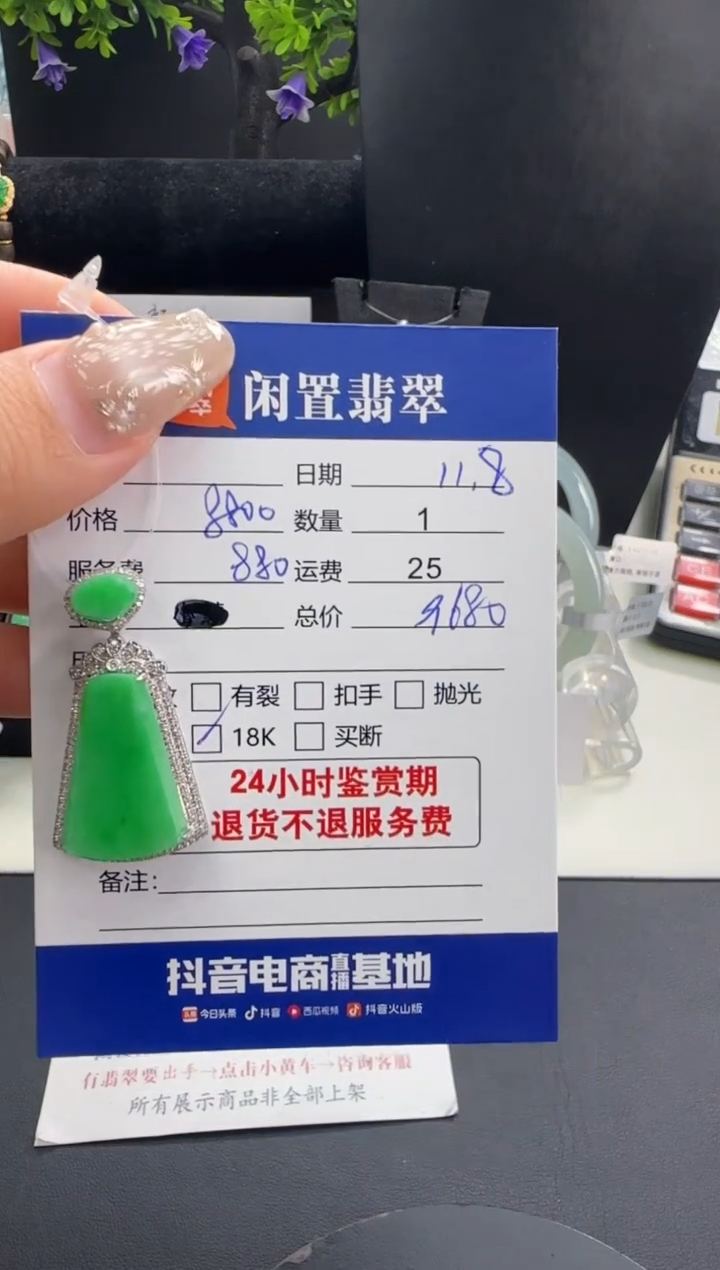 闲置翡翠
日期 11.8
价格 8800 数量 1
服务费 880 运费 25
总价 9680
有裂 扣手 抛光
18K 买断
24小时鉴赏期
退货不退服务费
备注:
抖音电商直播基地
头条 今日头条 抖音 西瓜视频 抖音火山版
有翡翠要出手→点击小黄车→咨询客服
所有展示商品非全部上架